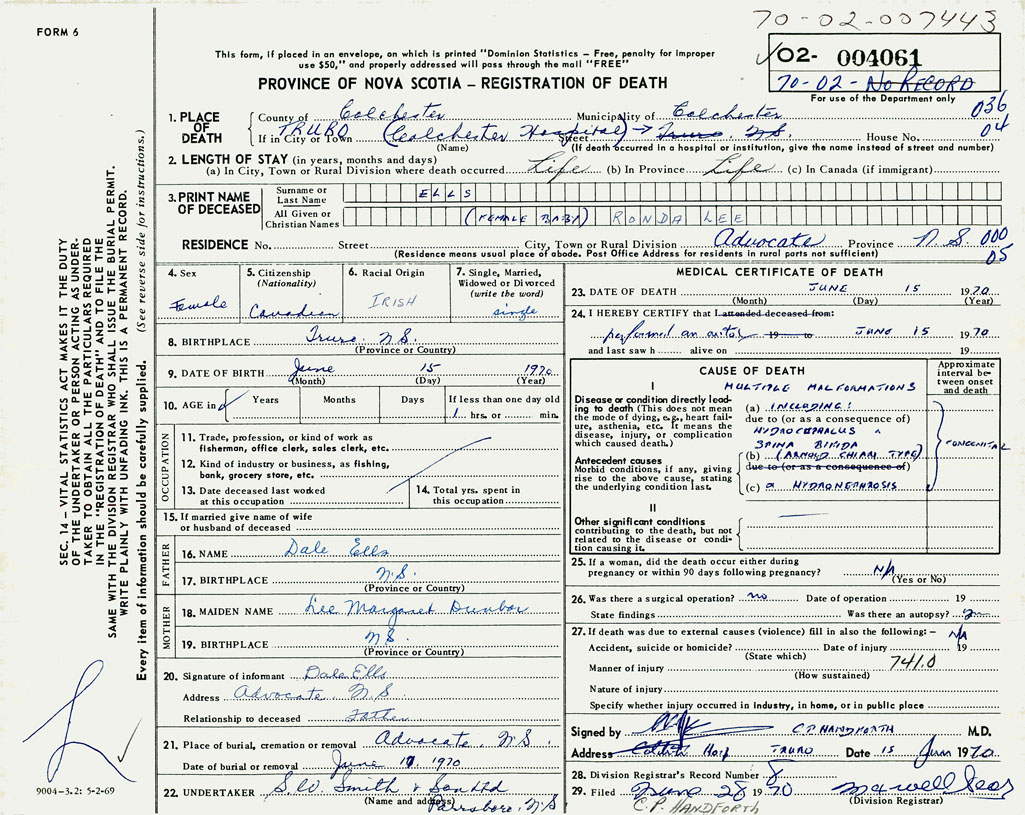 70-02-007443
FORM 6
This form, if placed in an envelope, on which is printed "Dominion Statistics – Free, penalty for improper
use $50," and properly addressed will pass through the mail "FREE"
✓02- 004061
70-02-No RECORD
For use of the Department only
PROVINCE OF NOVA SCOTIA – REGISTRATION OF DEATH
036
04
1. PLACE OF DEATH
County of Colchester Municipality of Colchester
If in City or Town TRURO (Colchester Hospital) → Street Truro, N.S. House No.
(Name) (If death occurred in a hospital or institution, give the name instead of street and number)
2. LENGTH OF STAY (in years, months and days)
(a) In City, Town or Rural Division where death occurred Life (b) In Province Life (c) In Canada (if immigrant)
3. PRINT NAME OF DECEASED
Surname or Last Name ELLS
All Given or Christian Names (FEMALE BABY) RONDA LEE
RESIDENCE No. Street City, Town or Rural Division Advocate Province N.S. 000
05
(Residence means usual place of abode. Post Office Address for residents in rural parts not sufficient)
4. Sex
Female
5. Citizenship
(Nationality)
Canadian
6. Racial Origin
IRISH
7. Single, Married,
Widowed or Divorced
(write the word)
single
8. BIRTHPLACE Truro N.S.
(Province or Country)
9. DATE OF BIRTH June 15 1970
(Month) (Day) (Year)
10. AGE in Years Months Days If less than one day old
1 hrs. or min.
OCCUPATION
11. Trade, profession, or kind of work as
fisherman, office clerk, sales clerk, etc.
12. Kind of industry or business, as fishing,
bank, grocery store, etc.
13. Date deceased last worked
at this occupation
14. Total yrs. spent in
this occupation
15. If married give name of wife
or husband of deceased
FATHER
16. NAME Dale Ells
17. BIRTHPLACE N.S.
(Province or Country)
MOTHER
18. MAIDEN NAME Lee Margaret Dunbar
19. BIRTHPLACE N.S.
(Province or Country)
20. Signature of informant Dale Ells
Address Advocate N.S
Relationship to deceased Father
21. Place of burial, cremation or removal Advocate, N.S.
Date of burial or removal June 17 1970
22. UNDERTAKER S.W. Smith & Son Ltd
(Name and address) Parrsboro, N.S
MEDICAL CERTIFICATE OF DEATH
23. DATE OF DEATH JUNE 15 1970
(Month) (Day) (Year)
24. I HEREBY CERTIFY that I attended deceased from:
performed an 19 to JUNE 15 1970
and last saw h alive on 19
CAUSE OF DEATH
Approximate
interval be-
tween onset
and death
I
Disease or condition directly lead-
ing to death (This does not
mean the mode of dying, e.g., heart fail-
ure, asthenia, etc. It means the
disease, injury, or complication
which caused death.)
MULTIPLE MALFORMATIONS
(a) INCLUDING:
due to (or as a consequence of)
HYDROCEPHALUS
SPINA BIFIDA
(b) (ARNOLD CHIARI TYPE)
due to (or as a consequence of)
(c) HYDRONEPHROSIS
CONGENITAL
Antecedent causes
Morbid conditions, if any, giving
rise to the above cause, stating
the underlying condition last.
II
Other significant conditions
contributing to the death, but not
related to the disease or condi-
tion causing it.
25. If a woman, did the death occur either during
pregnancy or within 90 days following pregnancy? N/A
(Yes or No)
26. Was there a surgical operation? no Date of operation 19
State findings Was there an autopsy?
27. If death was due to external causes (violence) fill in also the following:– N/A
Accident, suicide or homicide? Date of injury 19
(State which)
Manner of injury 741.0
(How sustained)
Nature of injury
Specify whether injury occurred in industry, in home, or in public place
Signed by C.P. HANDFORTH M.D.
Address Hosp TRURO Date 15 June 1970
28. Division Registrar's Record Number 8
29. Filed June 28 1970 Maxwell
(Division Registrar)
C.P. HANDFORTH
SEC. 14 – VITAL STATISTICS ACT MAKES IT THE DUTY
OF THE UNDERTAKER OR PERSON ACTING AS UNDER-
TAKER TO OBTAIN ALL THE PARTICULARS REQUIRED
IN THE "REGISTRATION OF DEATH" AND TO FILE THE
SAME WITH THE DIVISION REGISTRAR WHO SHALL ISSUE THE BURIAL PERMIT.
WRITE PLAINLY WITH UNFADING INK. THIS IS A PERMANENT RECORD.
Every item of information should be carefully supplied. (See reverse side for instructions.)
9004-3.2: 5-2-69